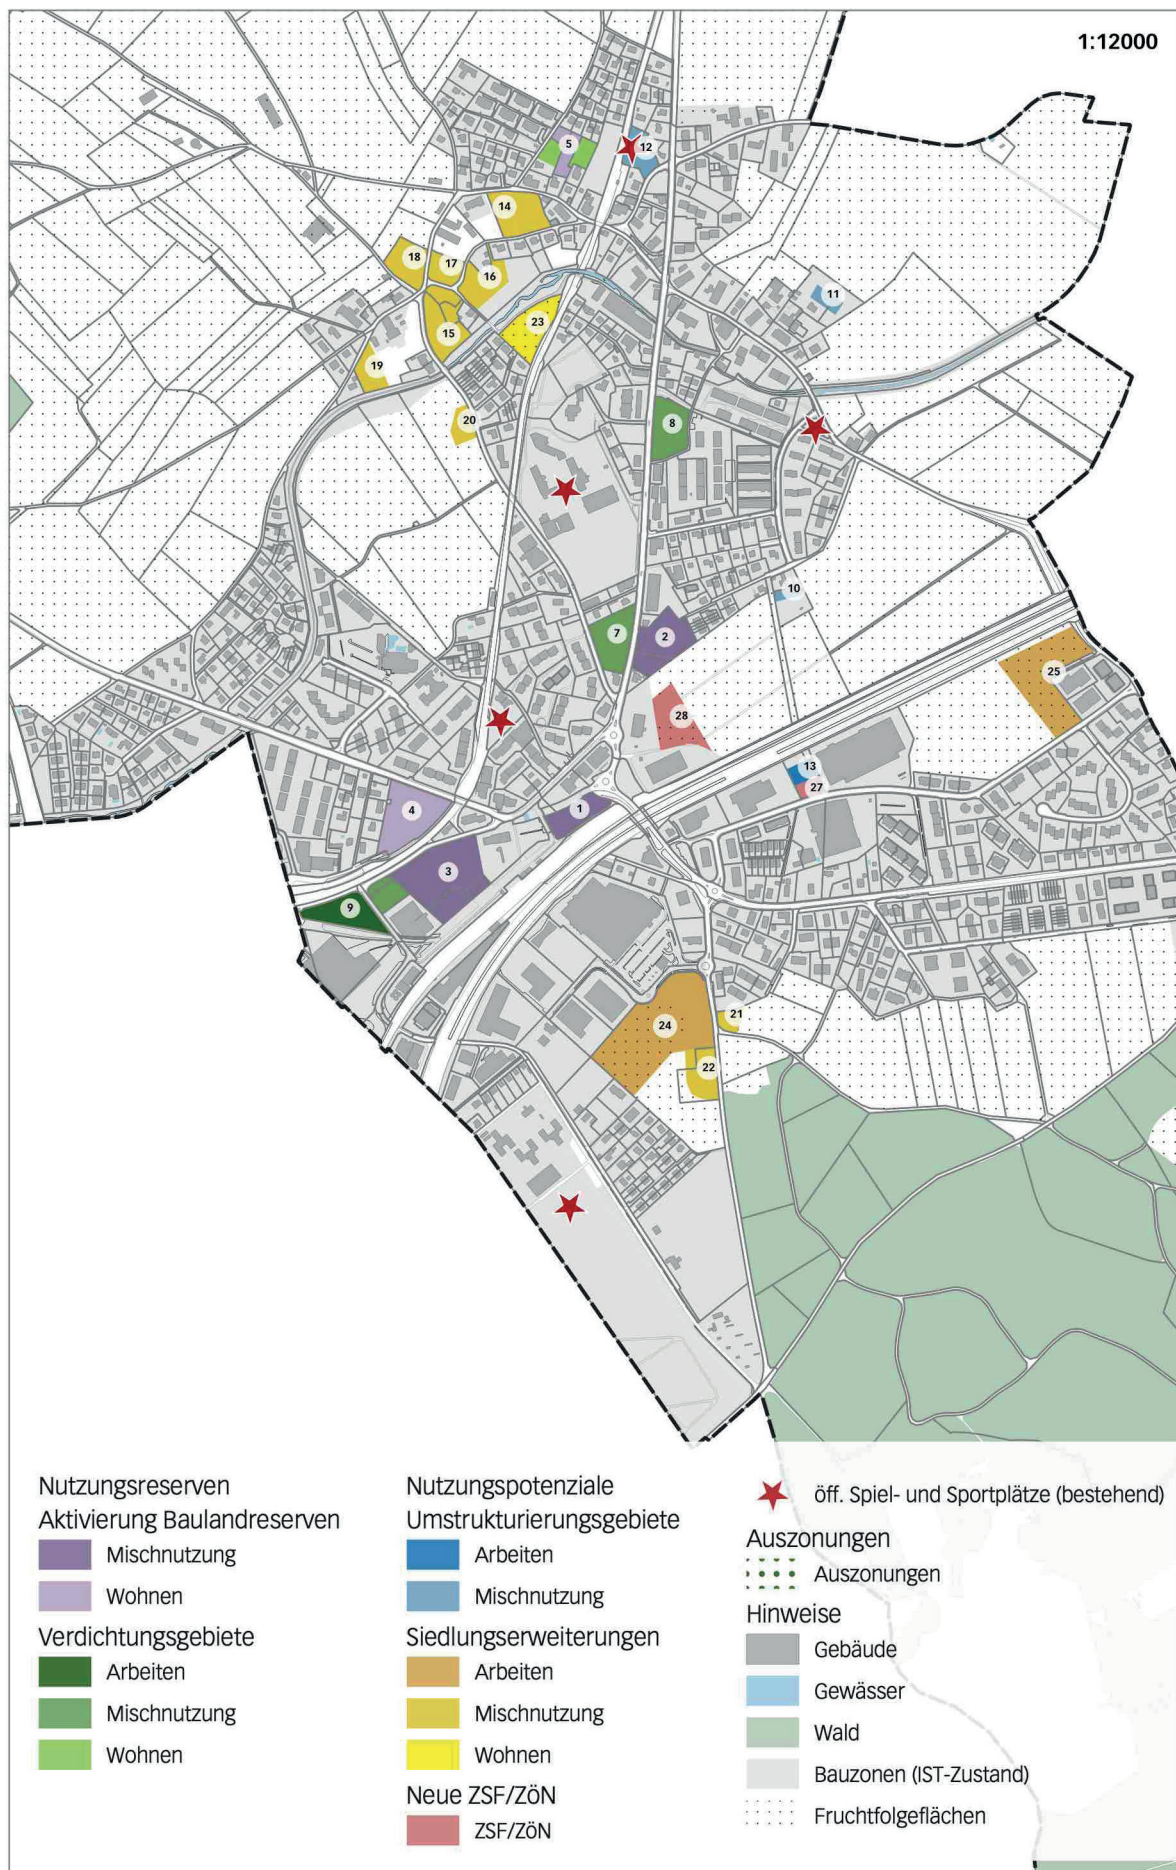 1:12000
5
12
14
18
17
16
11
23
15
19
20
8
10
7
2
25
28
13
27
4
1
3
9
21
24
22
Nutzungsreserven
Aktivierung Baulandreserven
Mischnutzung
Wohnen
Verdichtungsgebiete
Arbeiten
Mischnutzung
Wohnen
Nutzungspotenziale
Umstrukturierungsgebiete
Arbeiten
Mischnutzung
Siedlungserweiterungen
Arbeiten
Mischnutzung
Wohnen
Neue ZSF/ZöN
ZSF/ZöN
öff. Spiel- und Sportplätze (bestehend)
Auszonungen
Auszonungen
Hinweise
Gebäude
Gewässer
Wald
Bauzonen (IST-Zustand)
Fruchtfolgeflächen